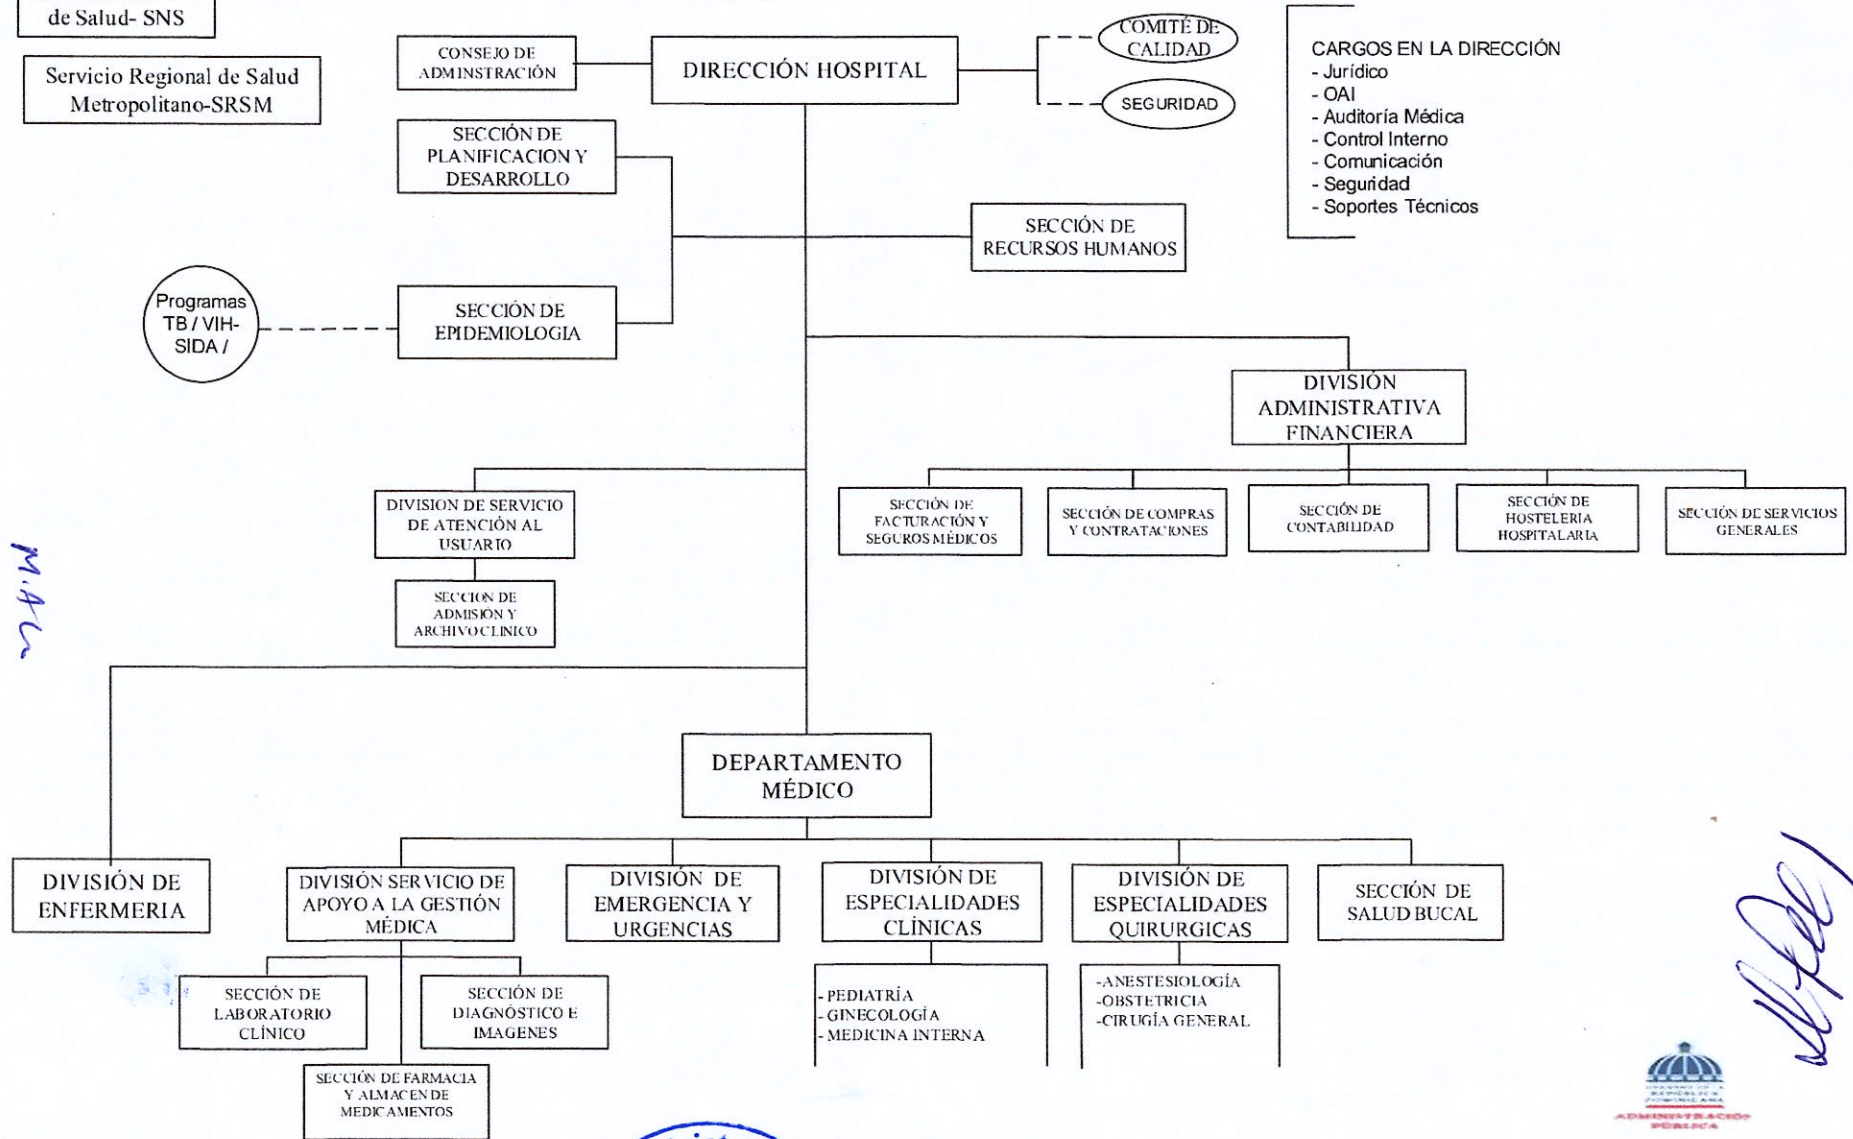 de Salud- SNS
Servicio Regional de Salud
Metropolitano-SRSM
CONSEJO DE
ADMINSTRACIÓN
DIRECCIÓN HOSPITAL
COMITÉ DE
CALIDAD
SEGURIDAD
CARGOS EN LA DIRECCIÓN
- Jurídico
- OAI
- Auditoría Médica
- Control Interno
- Comunicación
- Seguridad
- Soportes Técnicos
SECCIÓN DE
PLANIFICACION Y
DESARROLLO
SECCIÓN DE
RECURSOS HUMANOS
Programas
TB / VIH-
SIDA /
SECCIÓN DE
EPIDEMIOLOGIA
DIVISIÓN
ADMINISTRATIVA
FINANCIERA
DIVISION DE SERVICIO
DE ATENCIÓN AL
USUARIO
SECCIÓN DE
FACTURACIÓN Y
SEGUROS MÉDICOS
SECCIÓN DE COMPRAS
Y CONTRATACIONES
SECCIÓN DE
CONTABILIDAD
SECCIÓN DE
HOSTELERIA
HOSPITALARIA
SECCIÓN DE SERVICIOS
GENERALES
SECCION DE
ADMISIÓN Y
ARCHIVO CLINICO
DEPARTAMENTO
MÉDICO
DIVISIÓN DE
ENFERMERIA
DIVISIÓN SERVICIO DE
APOYO A LA GESTIÓN
MÉDICA
DIVISIÓN DE
EMERGENCIA Y
URGENCIAS
DIVISIÓN DE
ESPECIALIDADES
CLÍNICAS
DIVISIÓN DE
ESPECIALIDADES
QUIRURGICAS
SECCIÓN DE
SALUD BUCAL
SECCIÓN DE
LABORATORIO
CLÍNICO
SECCIÓN DE
DIAGNÓSTICO E
IMAGENES
- PEDIATRÍA
- GINECOLOGÍA
- MEDICINA INTERNA
-ANESTESIOLOGÍA
-OBSTETRICIA
-CIRUGÍA GENERAL
SECCIÓN DE FARMACIA
Y ALMACEN DE
MEDICAMENTOS
REPÚBLICA
DOMINICANA
ADMINISTRACIÓN
PÚBLICA